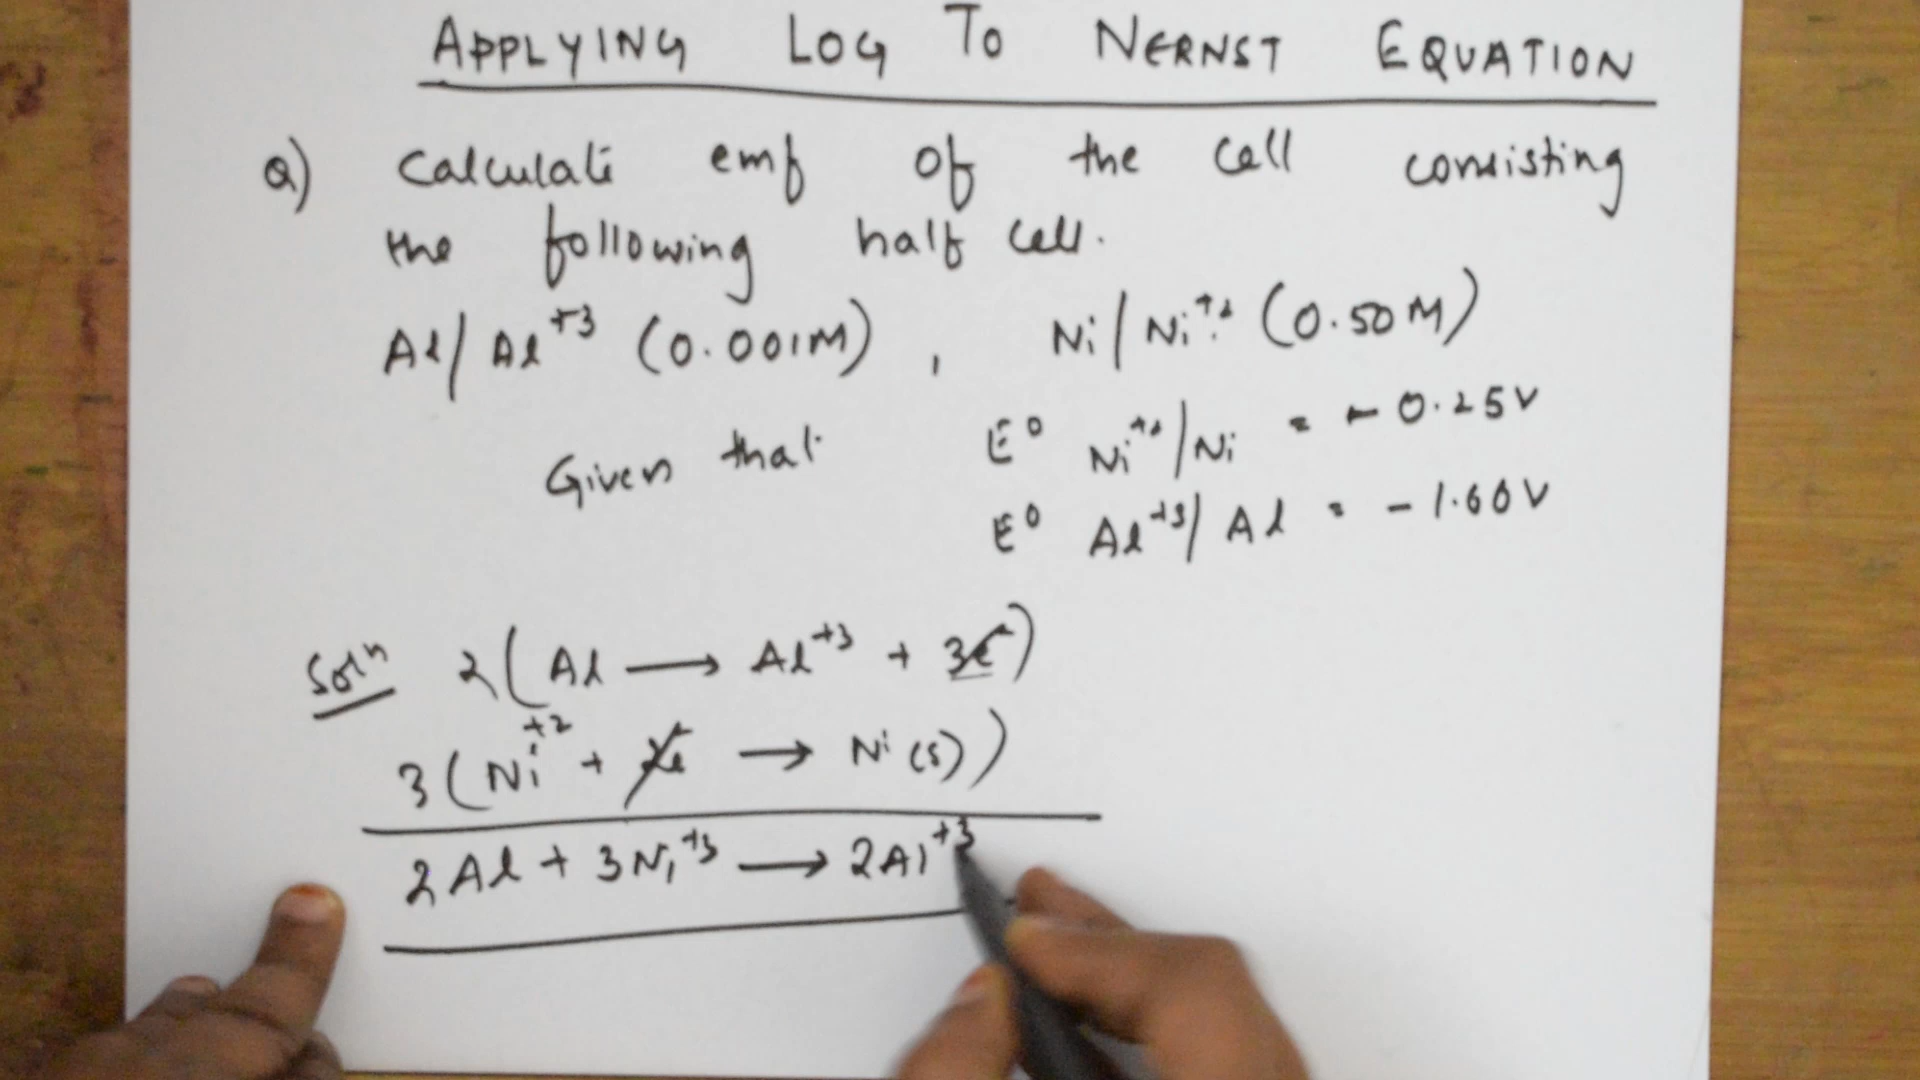 APPLYING LOG TO NERNST EQUATION
Q) Calculate emf of the cell consisting
the following half cell.
Al/Al+3 (0.001M), Ni/Ni+2 (0.50M)
Given that E0 Ni+2/Ni = - 0.25V
E0 Al+3/Al = - 1.60V
Soln 2(Al → Al+3 + 3e-)
3(Ni+2 + 2e → Ni(s))
2Al + 3Ni+3 → 2Al+3